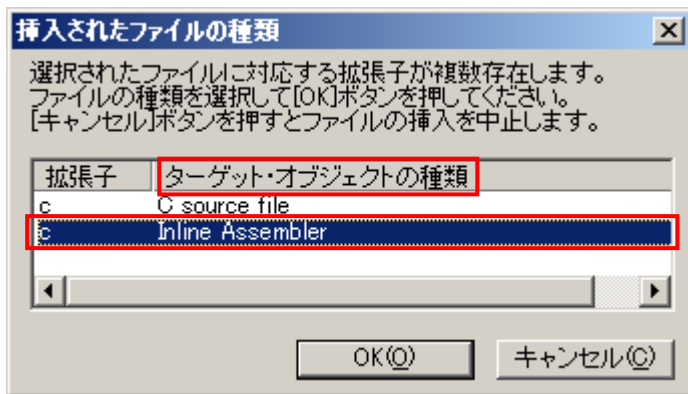 挿入されたファイルの種類
選択されたファイルに対応する拡張子が複数存在します。
ファイルの種類を選択して[OK]ボタンを押してください。
[キャンセル]ボタンを押すとファイルの挿入を中止します。
拡張子 ターゲット・オブジェクトの種類
c C source file
c Inline Assembler
OK(O) キャンセル(C)